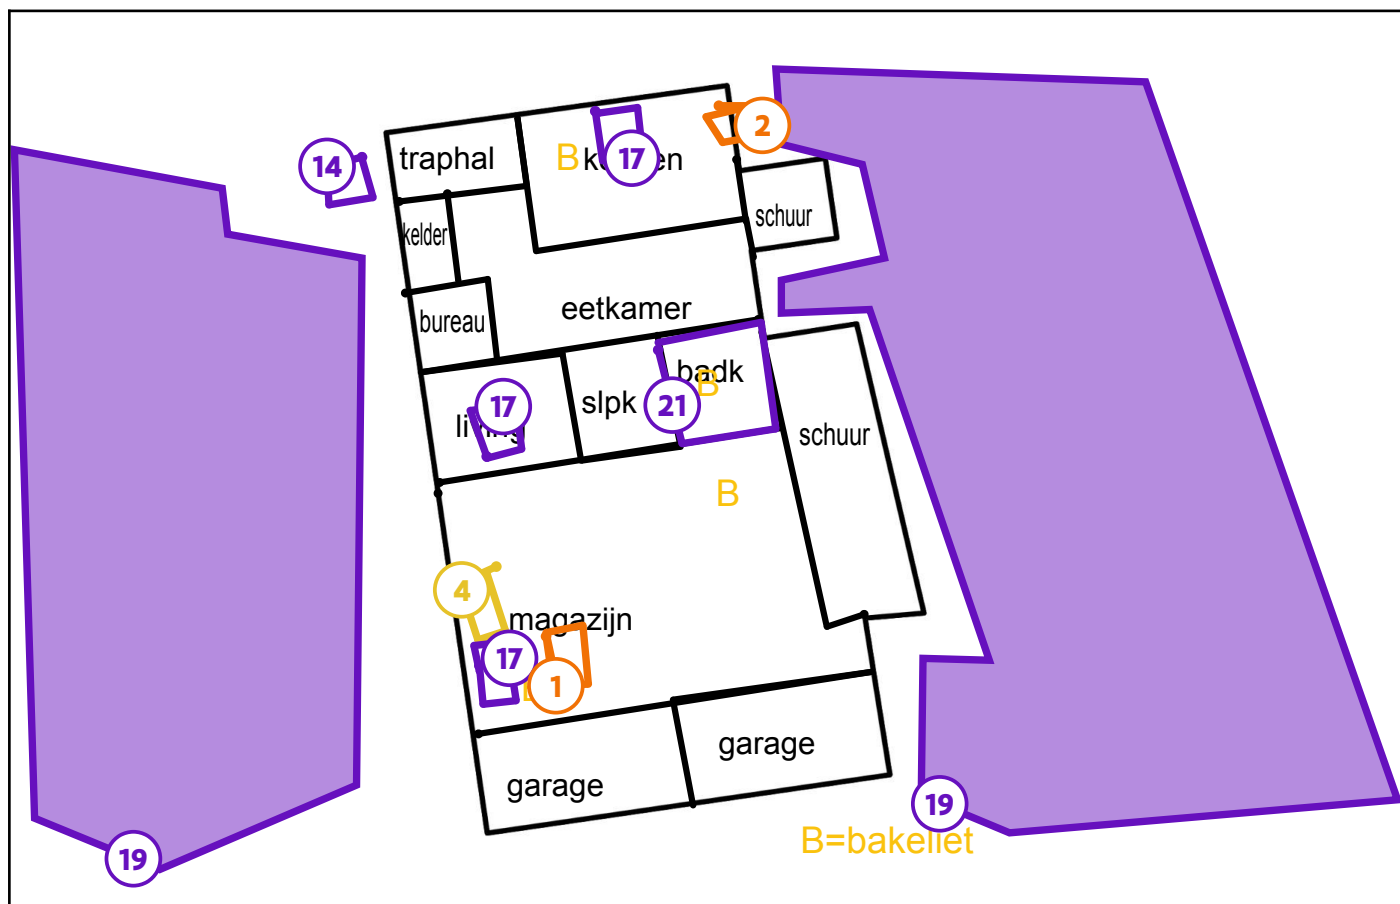 2
14
traphal
B
17
kelder
schuur
bureau
eetkamer
badk
B
17
slpk
21
schuur
B
4
magazijn
17
1
garage
garage
19
B=bakeliet
19